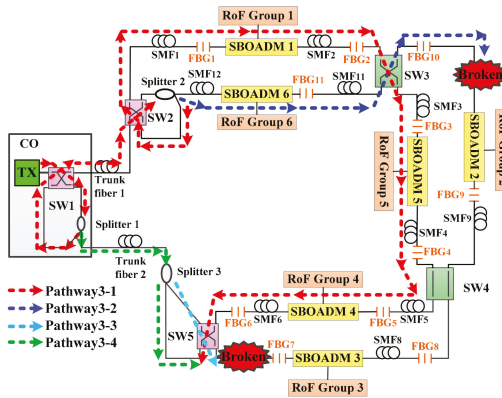 RoF Group 1
SMF1
FBG1
SBOADM 1
SMF2
FBG2
SW3
FBG10
Broken
Splitter 2
SMF12
SBOADM 6
FBG11
SMF11
SW2
RoF Group 6
SMF3
FBG3
RoF Group 5
SBOADM 5
SBOADM 2
FBG9
SMF9
SMF4
FBG4
SW4
CO
TX
SW1
Trunk
fiber 1
Splitter 1
Trunk
fiber 2
Splitter 3
RoF Group 4
SW5
FBG6
SMF6
SBOADM 4
FBG5
SMF5
Broken
FBG7
SBOADM 3
SMF8
FBG8
RoF Group 3
Pathway3-1
Pathway3-2
Pathway3-3
Pathway3-4